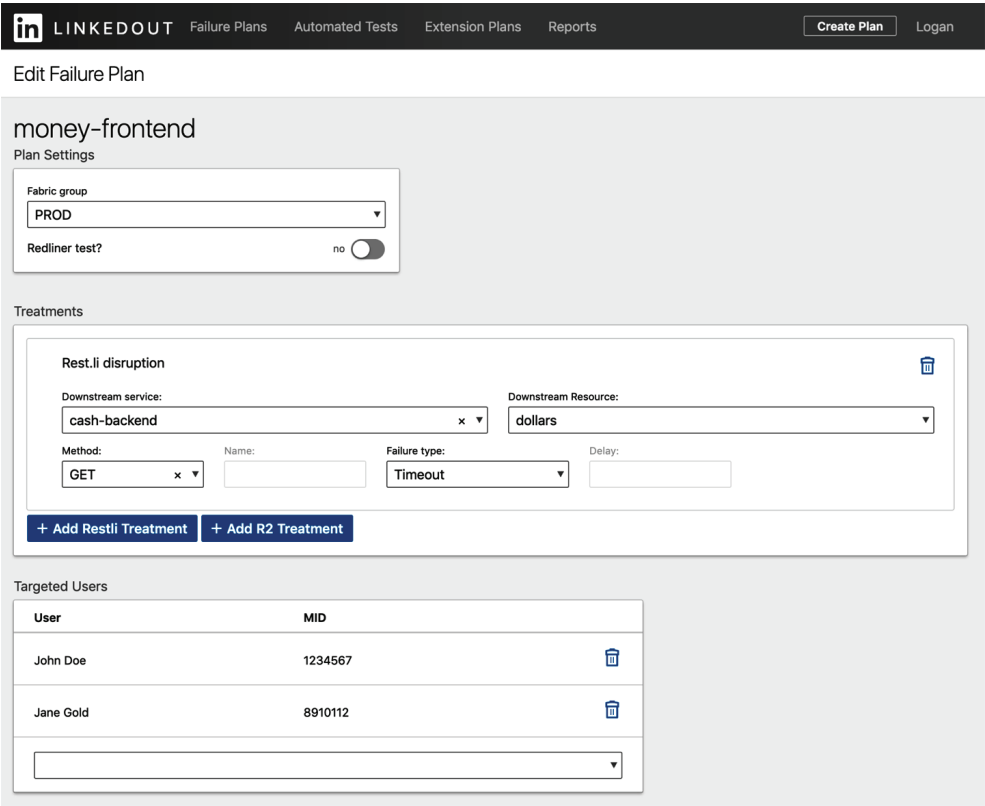 in LINKEDOUT Failure Plans Automated Tests Extension Plans Reports Create Plan Logan
Edit Failure Plan
money-frontend
Plan Settings
Fabric group
PROD
Redliner test? no
Treatments
Rest.li disruption
Downstream service: Downstream Resource:
cash-backend × dollars
Method: Name: Failure type: Delay:
GET × Timeout
+ Add Restli Treatment + Add R2 Treatment
Targeted Users
User MID
John Doe 1234567
Jane Gold 8910112